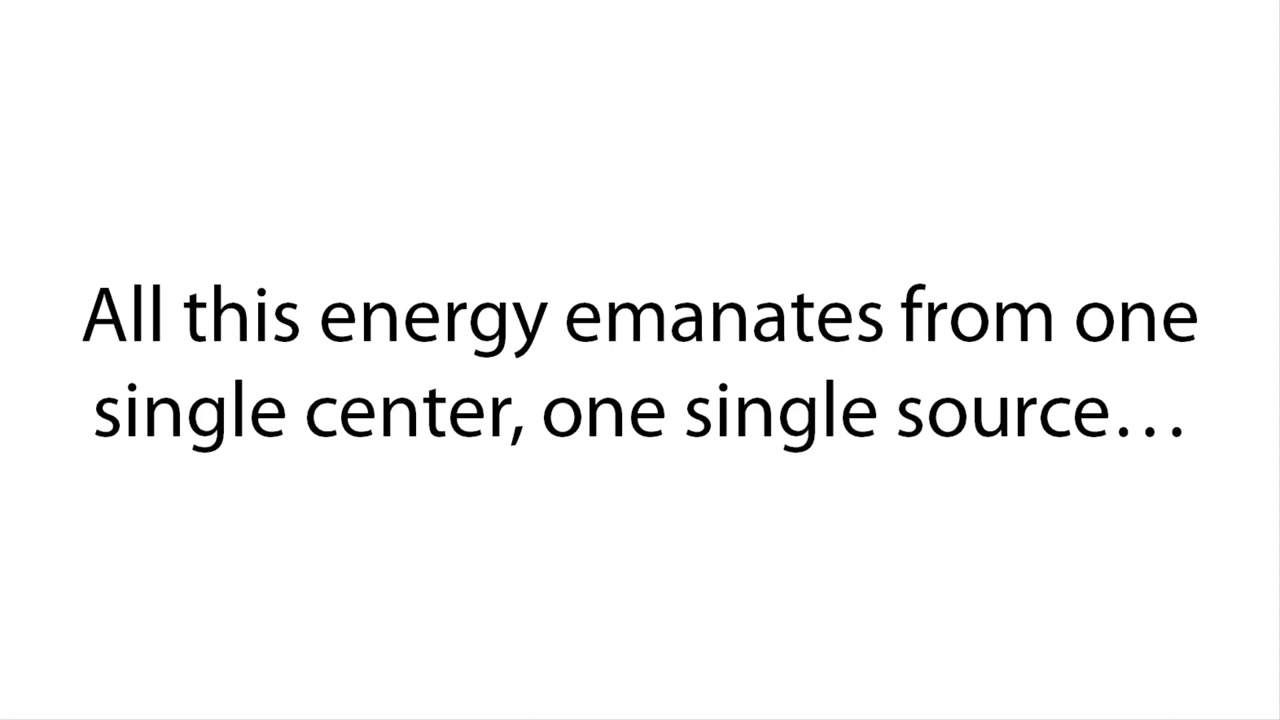 All this energy emanates from one
single center, one single source…